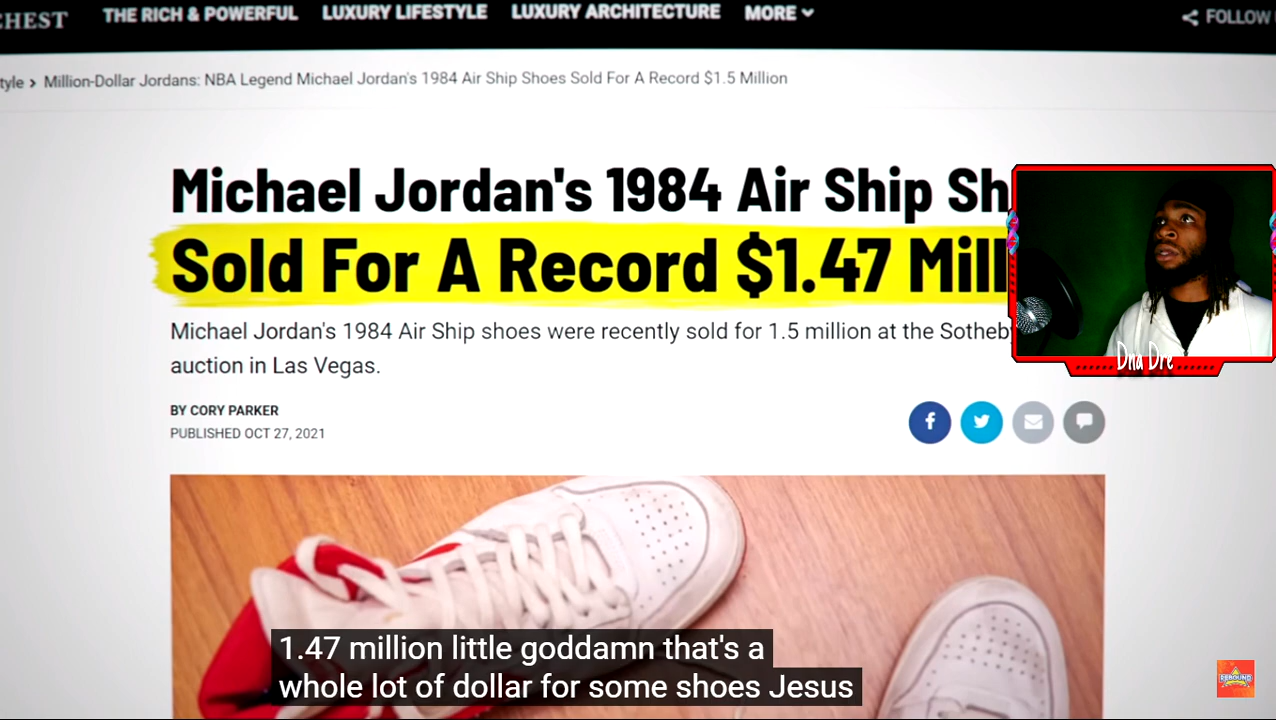 CHEST THE RICH & POWERFUL LUXURY LIFESTYLE LUXURY ARCHITECTURE MORE FOLLOW
tyle > Million-Dollar Jordans: NBA Legend Michael Jordan's 1984 Air Ship Shoes Sold For A Record $1.5 Million
Michael Jordan's 1984 Air Ship Sh
Sold For A Record $1.47 Mill
Michael Jordan's 1984 Air Ship shoes were recently sold for 1.5 million at the Sotheby
auction in Las Vegas.
Dna Dre
BY CORY PARKER
PUBLISHED OCT 27, 2021
1.47 million little goddamn that's a
whole lot of dollar for some shoes Jesus
REBOUND